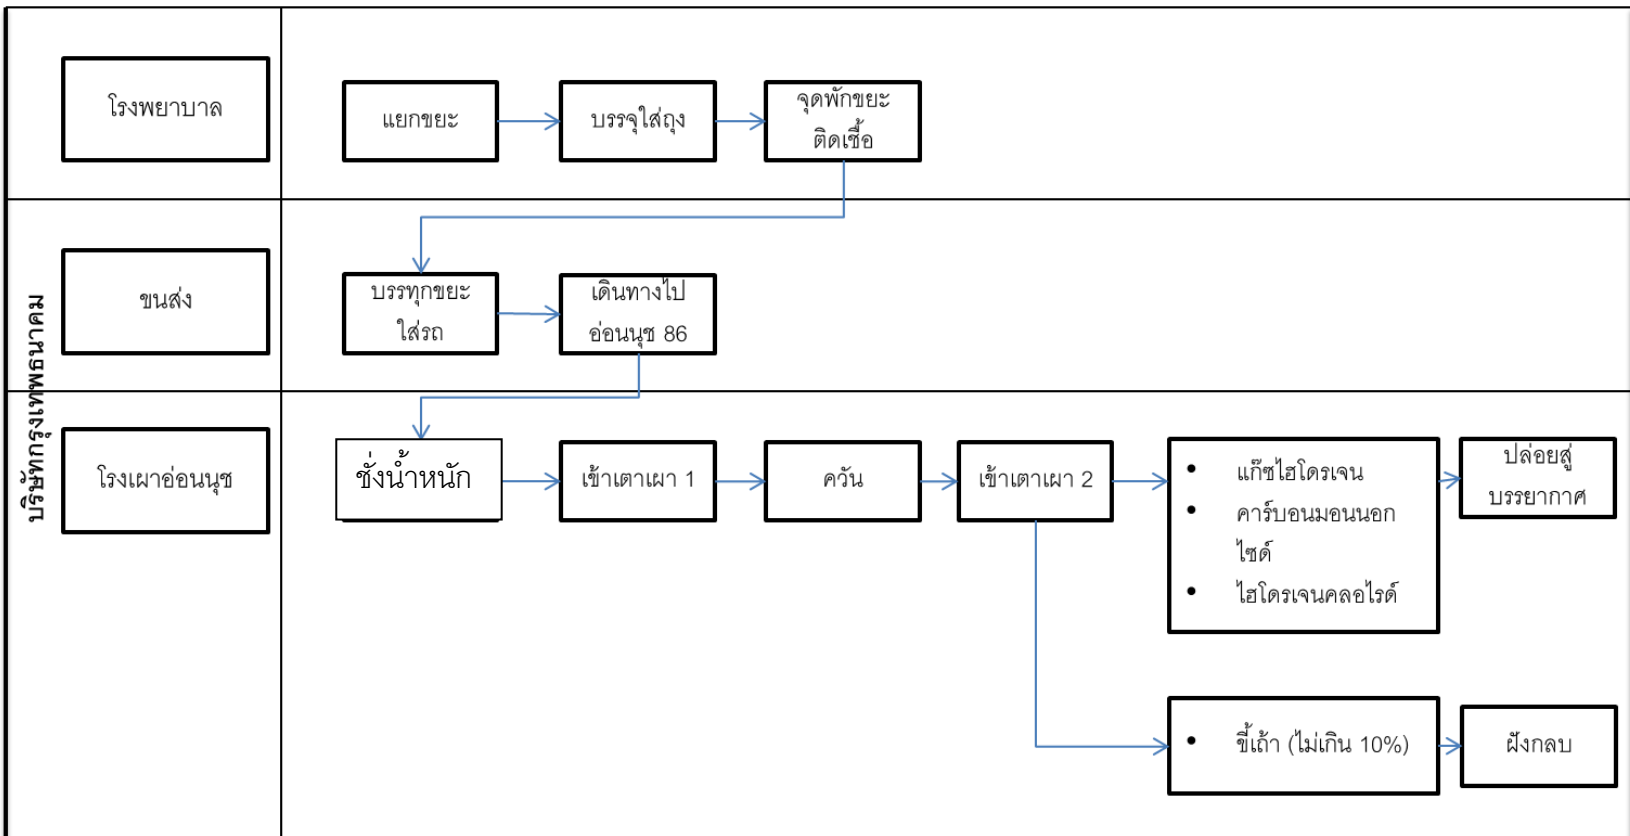 บริษัทกรุงเทพธนาคม
โรงพยาบาล
แยกขยะ
บรรจุใส่ถุง
จุดพักขยะ
ติดเชื้อ
ขนส่ง
บรรทุกขยะ
ใส่รถ
เดินทางไป
อ่อนนุช 86
โรงเผาอ่อนนุช
ชั่งน้ำหนัก
เข้าเตาเผา 1
ควัน
เข้าเตาเผา 2
• แก๊ซไฮโดรเจน
• คาร์บอนมอนนอก
ไซด์
• ไฮโดรเจนคลอไรด์
ปล่อยสู่
บรรยากาศ
• ขี้เถ้า (ไม่เกิน 10%)
ฝังกลบ